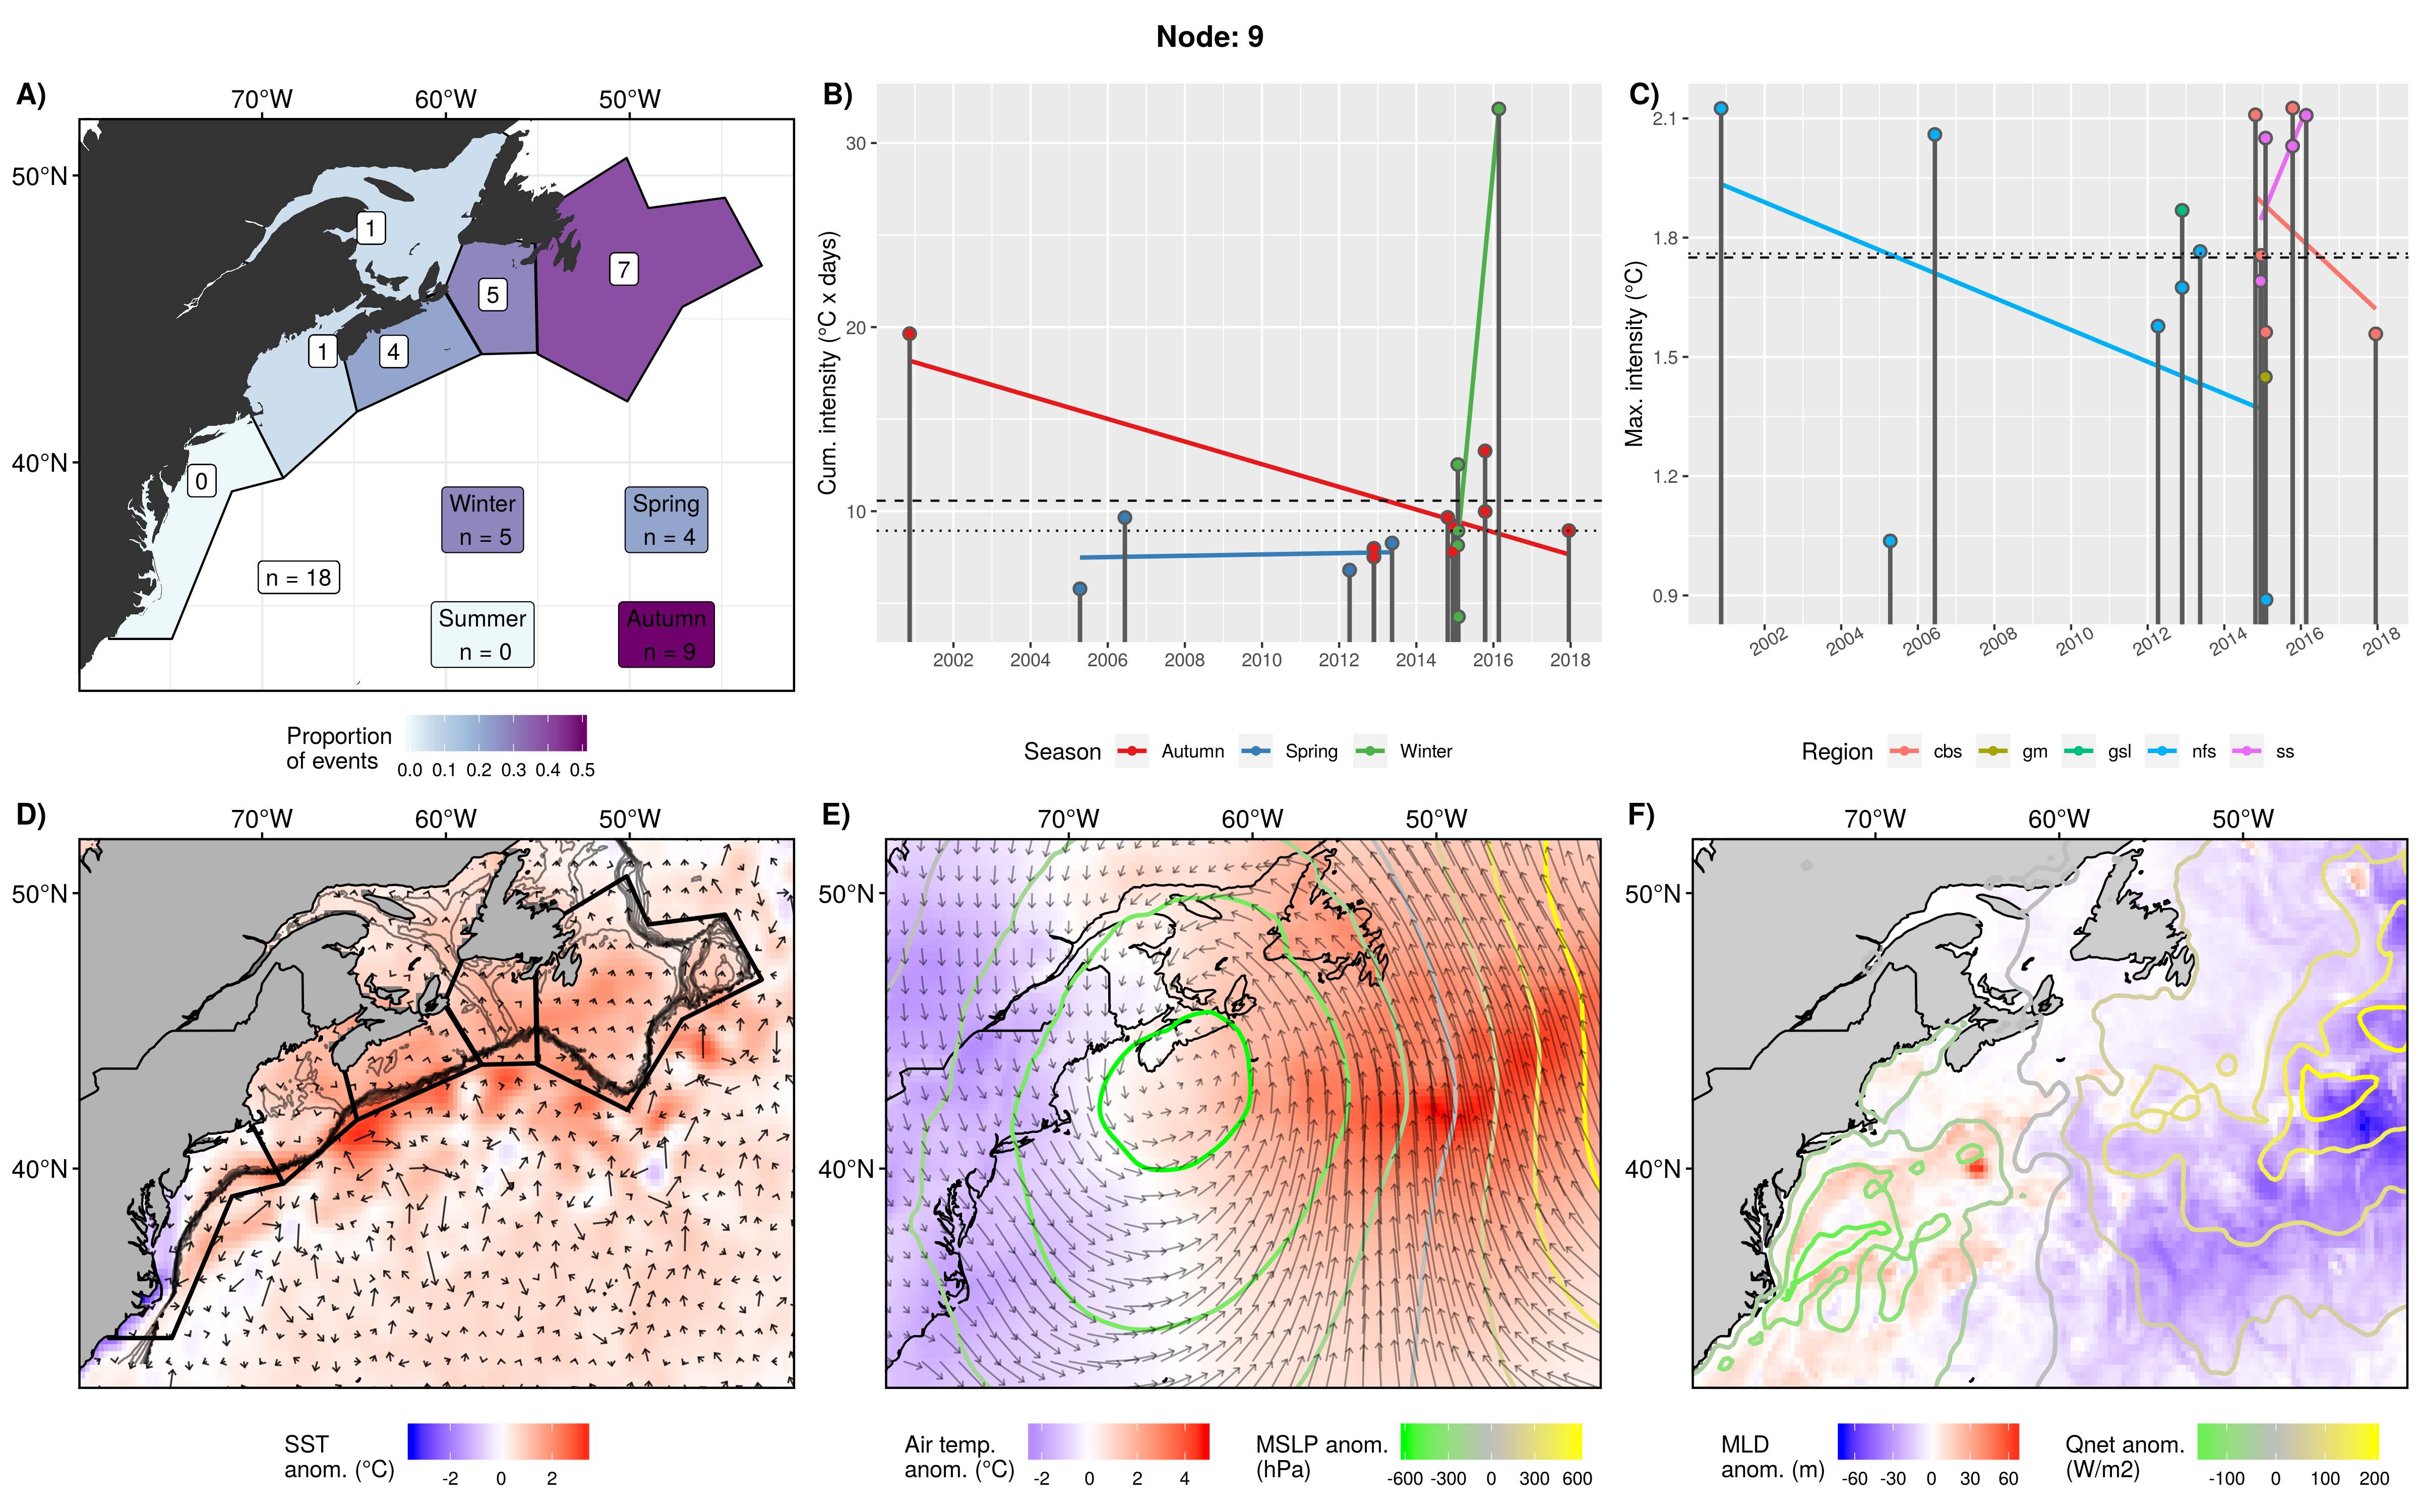 Node: 9
A)
70°W 60°W 50°W
50°N
40°N
1
7
5
1
4
0
Winter
n = 5
Spring
n = 4
n = 18
Summer
n = 0
Autumn
n = 9
Proportion
of events
0.0 0.1 0.2 0.3 0.4 0.5
B)
Cum. intensity (°C x days)
30
20
10
2002 2004 2006 2008 2010 2012 2014 2016 2018
Season Autumn Spring Winter
C)
Max. intensity (°C)
2.1
1.8
1.5
1.2
0.9
2002 2004 2006 2008 2010 2012 2014 2016 2018
Region cbs gm gsl nfs ss
D)
70°W 60°W 50°W
50°N
40°N
SST
anom. (°C)
-2 0 2
E)
70°W 60°W 50°W
50°N
40°N
Air temp.
anom. (°C)
-2 0 2 4
MSLP anom.
(hPa)
-600 -300 0 300 600
F)
70°W 60°W 50°W
50°N
40°N
MLD
anom. (m)
-60 -30 0 30 60
Qnet anom.
(W/m2)
-100 0 100 200